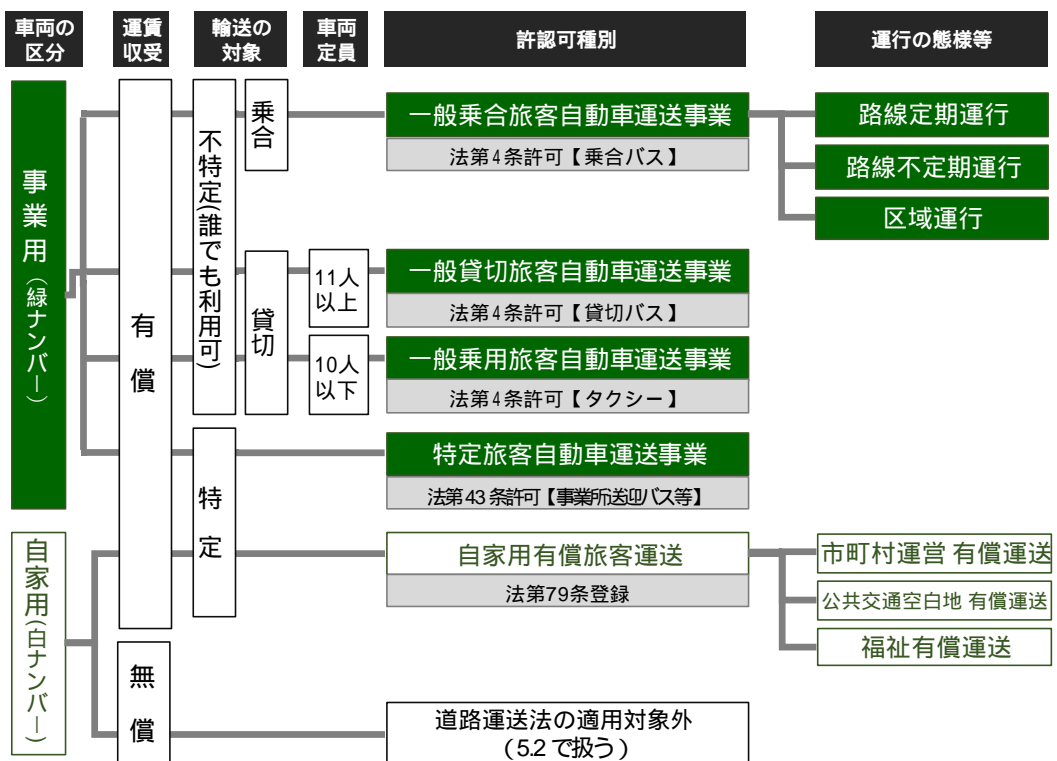 車両の
区分
運賃
収受
輸送の
対象
車両
定員
許認可種別
運行の態様等
事業用(緑ナンバー)
有償
不特定(誰でも利用可)
乗合
一般乗合旅客自動車運送事業
法第4条許可【乗合バス】
路線定期運行
路線不定期運行
区域運行
貸切
11人
以上
一般貸切旅客自動車運送事業
法第4条許可【貸切バス】
10人
以下
一般乗用旅客自動車運送事業
法第4条許可【タクシー】
特定
特定旅客自動車運送事業
法第43条許可【事業所送迎バス等】
自家用(白ナンバー)
自家用有償旅客運送
法第79条登録
市町村運営 有償運送
公共交通空白地 有償運送
福祉有償運送
無償
道路運送法の適用対象外
(5.2で扱う)